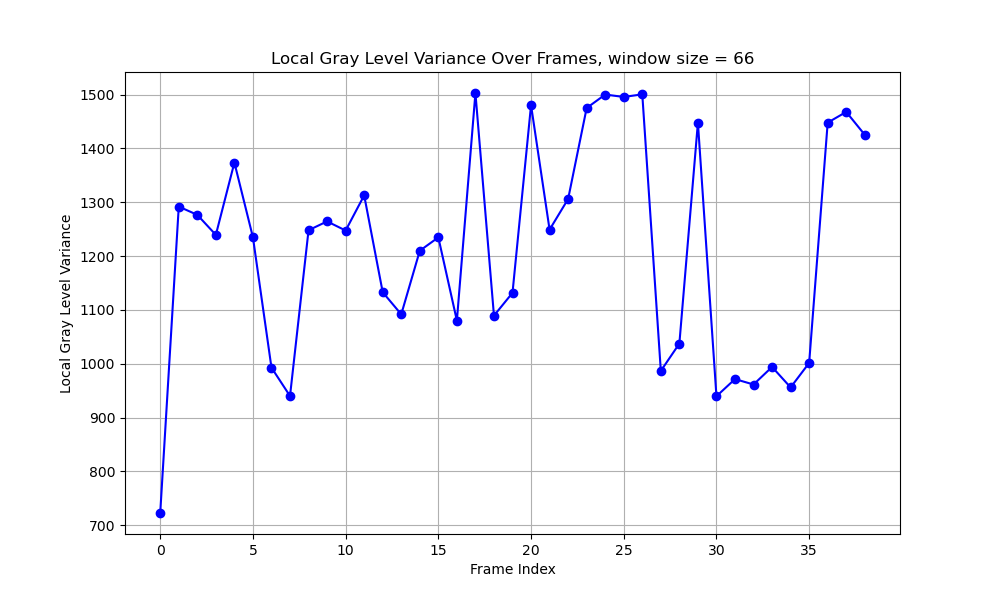 Local Gray Level Variance Over Frames, window size = 66
1500
1400
1300
1200
1100
1000
900
800
700
Local Gray Level Variance
0 5 10 15 20 25 30 35
Frame Index